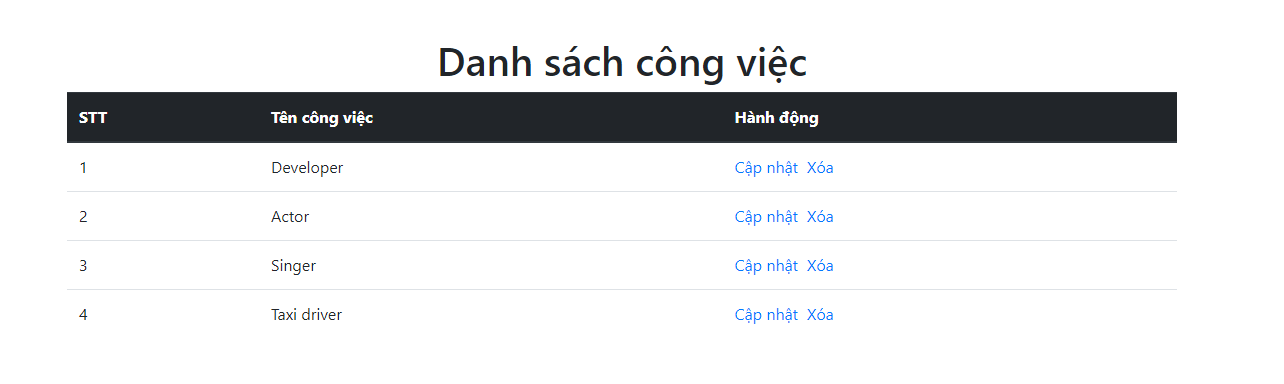 Danh sách công việc
STT Tên công việc Hành động
1 Developer Cập nhật Xóa
2 Actor Cập nhật Xóa
3 Singer Cập nhật Xóa
4 Taxi driver Cập nhật Xóa